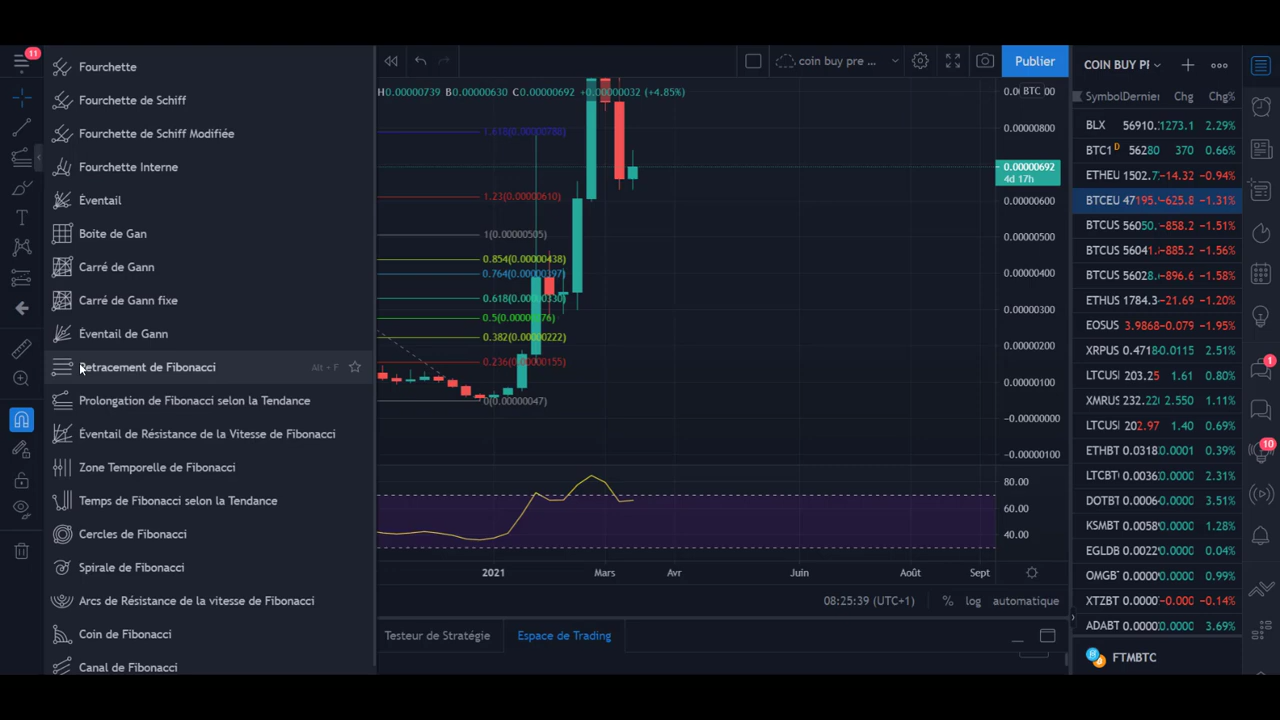 11
Fourchette
Fourchette de Schiff
Fourchette de Schiff Modifiée
Fourchette Interne
Éventail
Boite de Gan
Carré de Gann
Carré de Gann fixe
Éventail de Gann
Retracement de Fibonacci Alt + F
Prolongation de Fibonacci selon la Tendance
Éventail de Résistance de la Vitesse de Fibonacci
Zone Temporelle de Fibonacci
Temps de Fibonacci selon la Tendance
Cercles de Fibonacci
Spirale de Fibonacci
Arcs de Résistance de la vitesse de Fibonacci
Coin de Fibonacci
Canal de Fibonacci
coin buy pre ...
Publier
H0.00000739 B0.00000630 C0.00000692 +0.00000032 (+4.85%)
BTC
1.618(0.00000788)
1.23(0.00000610)
1(0.00000505)
0.854(0.00000438)
0.764(0.00000397)
0.618(0.00000330)
0.382(0.00000222)
0.236(0.00000155)
0(0.00000047)
0.00000800
0.00000692
4d 17h
0.00000600
0.00000500
0.00000400
0.00000300
0.00000200
0.00000100
-0.00000000
-0.00000100
80.00
60.00
40.00
2021 Mars Avr Juin Août Sept
08:25:39 (UTC+1) % log automatique
Testeur de Stratégie Espace de Trading
COIN BUY PI
Symbol Dernier Chg Chg%
BLX 56910. 1273.1 2.29%
BTC1 D 56280 370 0.66%
ETHEU 1502.7 -14.32 -0.94%
BTCEU 47195. -625.8 -1.31%
BTCUS 56050. -858.2 -1.51%
BTCUS 56041. -885.2 -1.56%
BTCUS 56028. -896.6 -1.58%
ETHUS 1784.3 -21.69 -1.20%
EOSUS 3.9868 -0.079 -1.95%
XRPUS 0.4718 0.0115 2.51%
LTCUS 203.25 1.61 0.80%
XMRUS 232.22 2.550 1.11%
LTCUS 202.97 1.40 0.69%
ETHBT 0.0318 0.0001 0.39%
LTCBT 0.0036 0.0000 2.31%
DOTBT 0.0006 0.0000 3.51%
KSMBT 0.0058 0.0000 1.28%
EGLDB 0.0022 0.0000 0.04%
OMGB 0.0000 0.0000 0.99%
XTZBT 0.0000 -0.000 -0.14%
ADABT 0.0000 0.0000 3.69%
FTMBTC
1
10